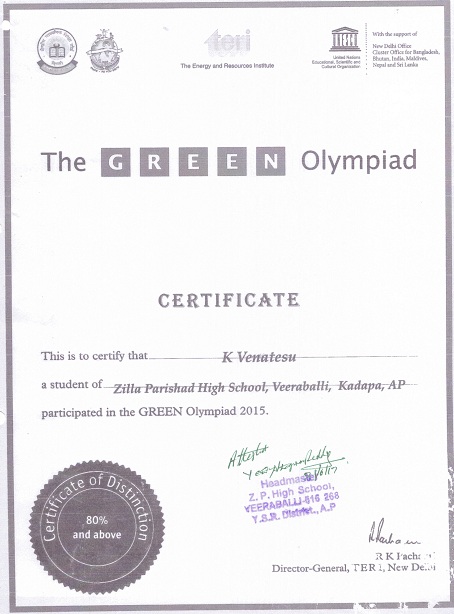 teri
The Energy and Resources Institute
United Nations
Educational, Scientific and
Cultural Organization
With the support of
New Delhi Office
Cluster Office for Bangladesh,
Bhutan, India, Maldives,
Nepal and Sri Lanka
The GREEN Olympiad
CERTIFICATE
This is to certify that K Venatesu
a student of Zilla Parishad High School, Veeraballi, Kadapa, AP
participated in the GREEN Olympiad 2015.
Attested
Headmaster
Z.P. High School,
VEERABALLI-516 268
Y.S.R. District., A.P
Certificate of Distinction
80%
and above
R K Pachauri
Director-General, TERI, New Delhi